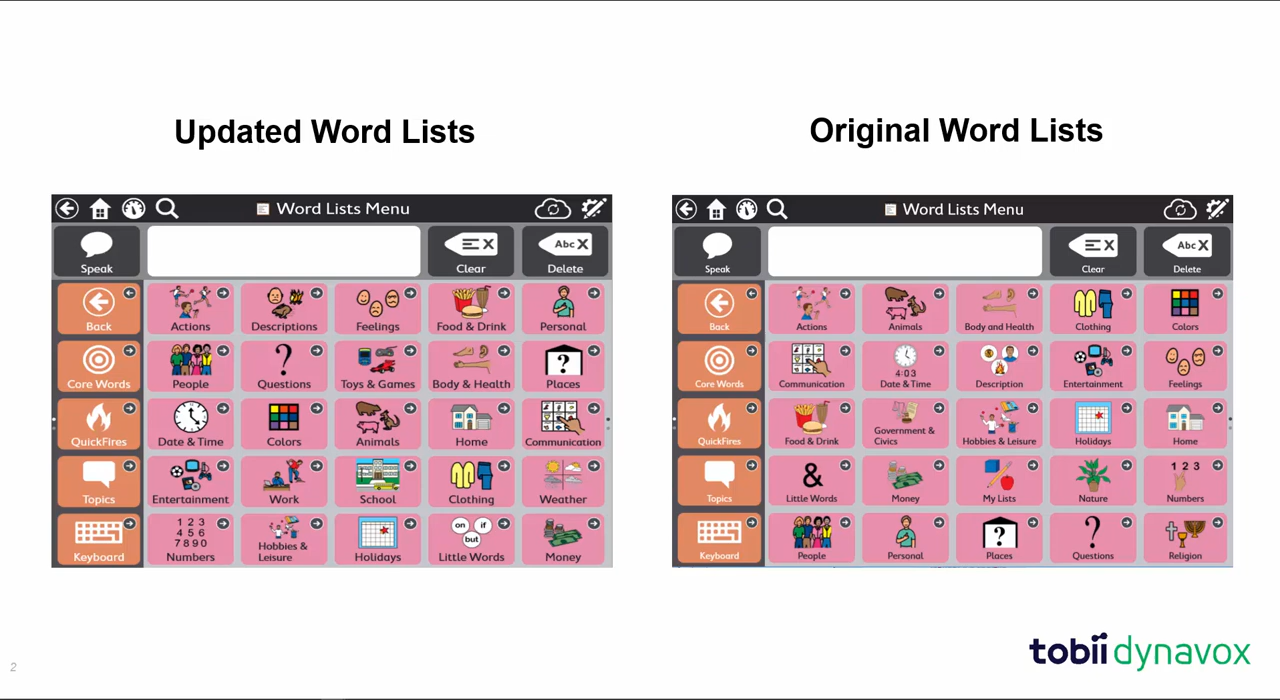 Updated Word Lists
Original Word Lists
Word Lists Menu
Speak
Clear
Abc X
Delete
Back
Actions
Descriptions
Feelings
Food & Drink
Personal
Core Words
People
Questions
Toys & Games
Body & Health
Places
QuickFires
Date & Time
Colors
Animals
Home
Communication
Topics
Entertainment
Work
School
Clothing
Weather
Keyboard
1 2 3
4 5 6
7 8 9 0
Numbers
Hobbies &
Leisure
Holidays
on if
but
Little Words
Money
Word Lists Menu
Speak
Clear
Abc X
Delete
Back
Actions
Animals
Body and Health
Clothing
Colors
Core Words
Communication
4:03
Date & Time
Description
Entertainment
Feelings
QuickFires
Food & Drink
Government &
Civics
Hobbies & Leisure
Holidays
Home
Topics
&
Little Words
Money
My Lists
Nature
1 2 3
Numbers
Keyboard
People
Personal
Places
Questions
Religion
2
tobii dynavox